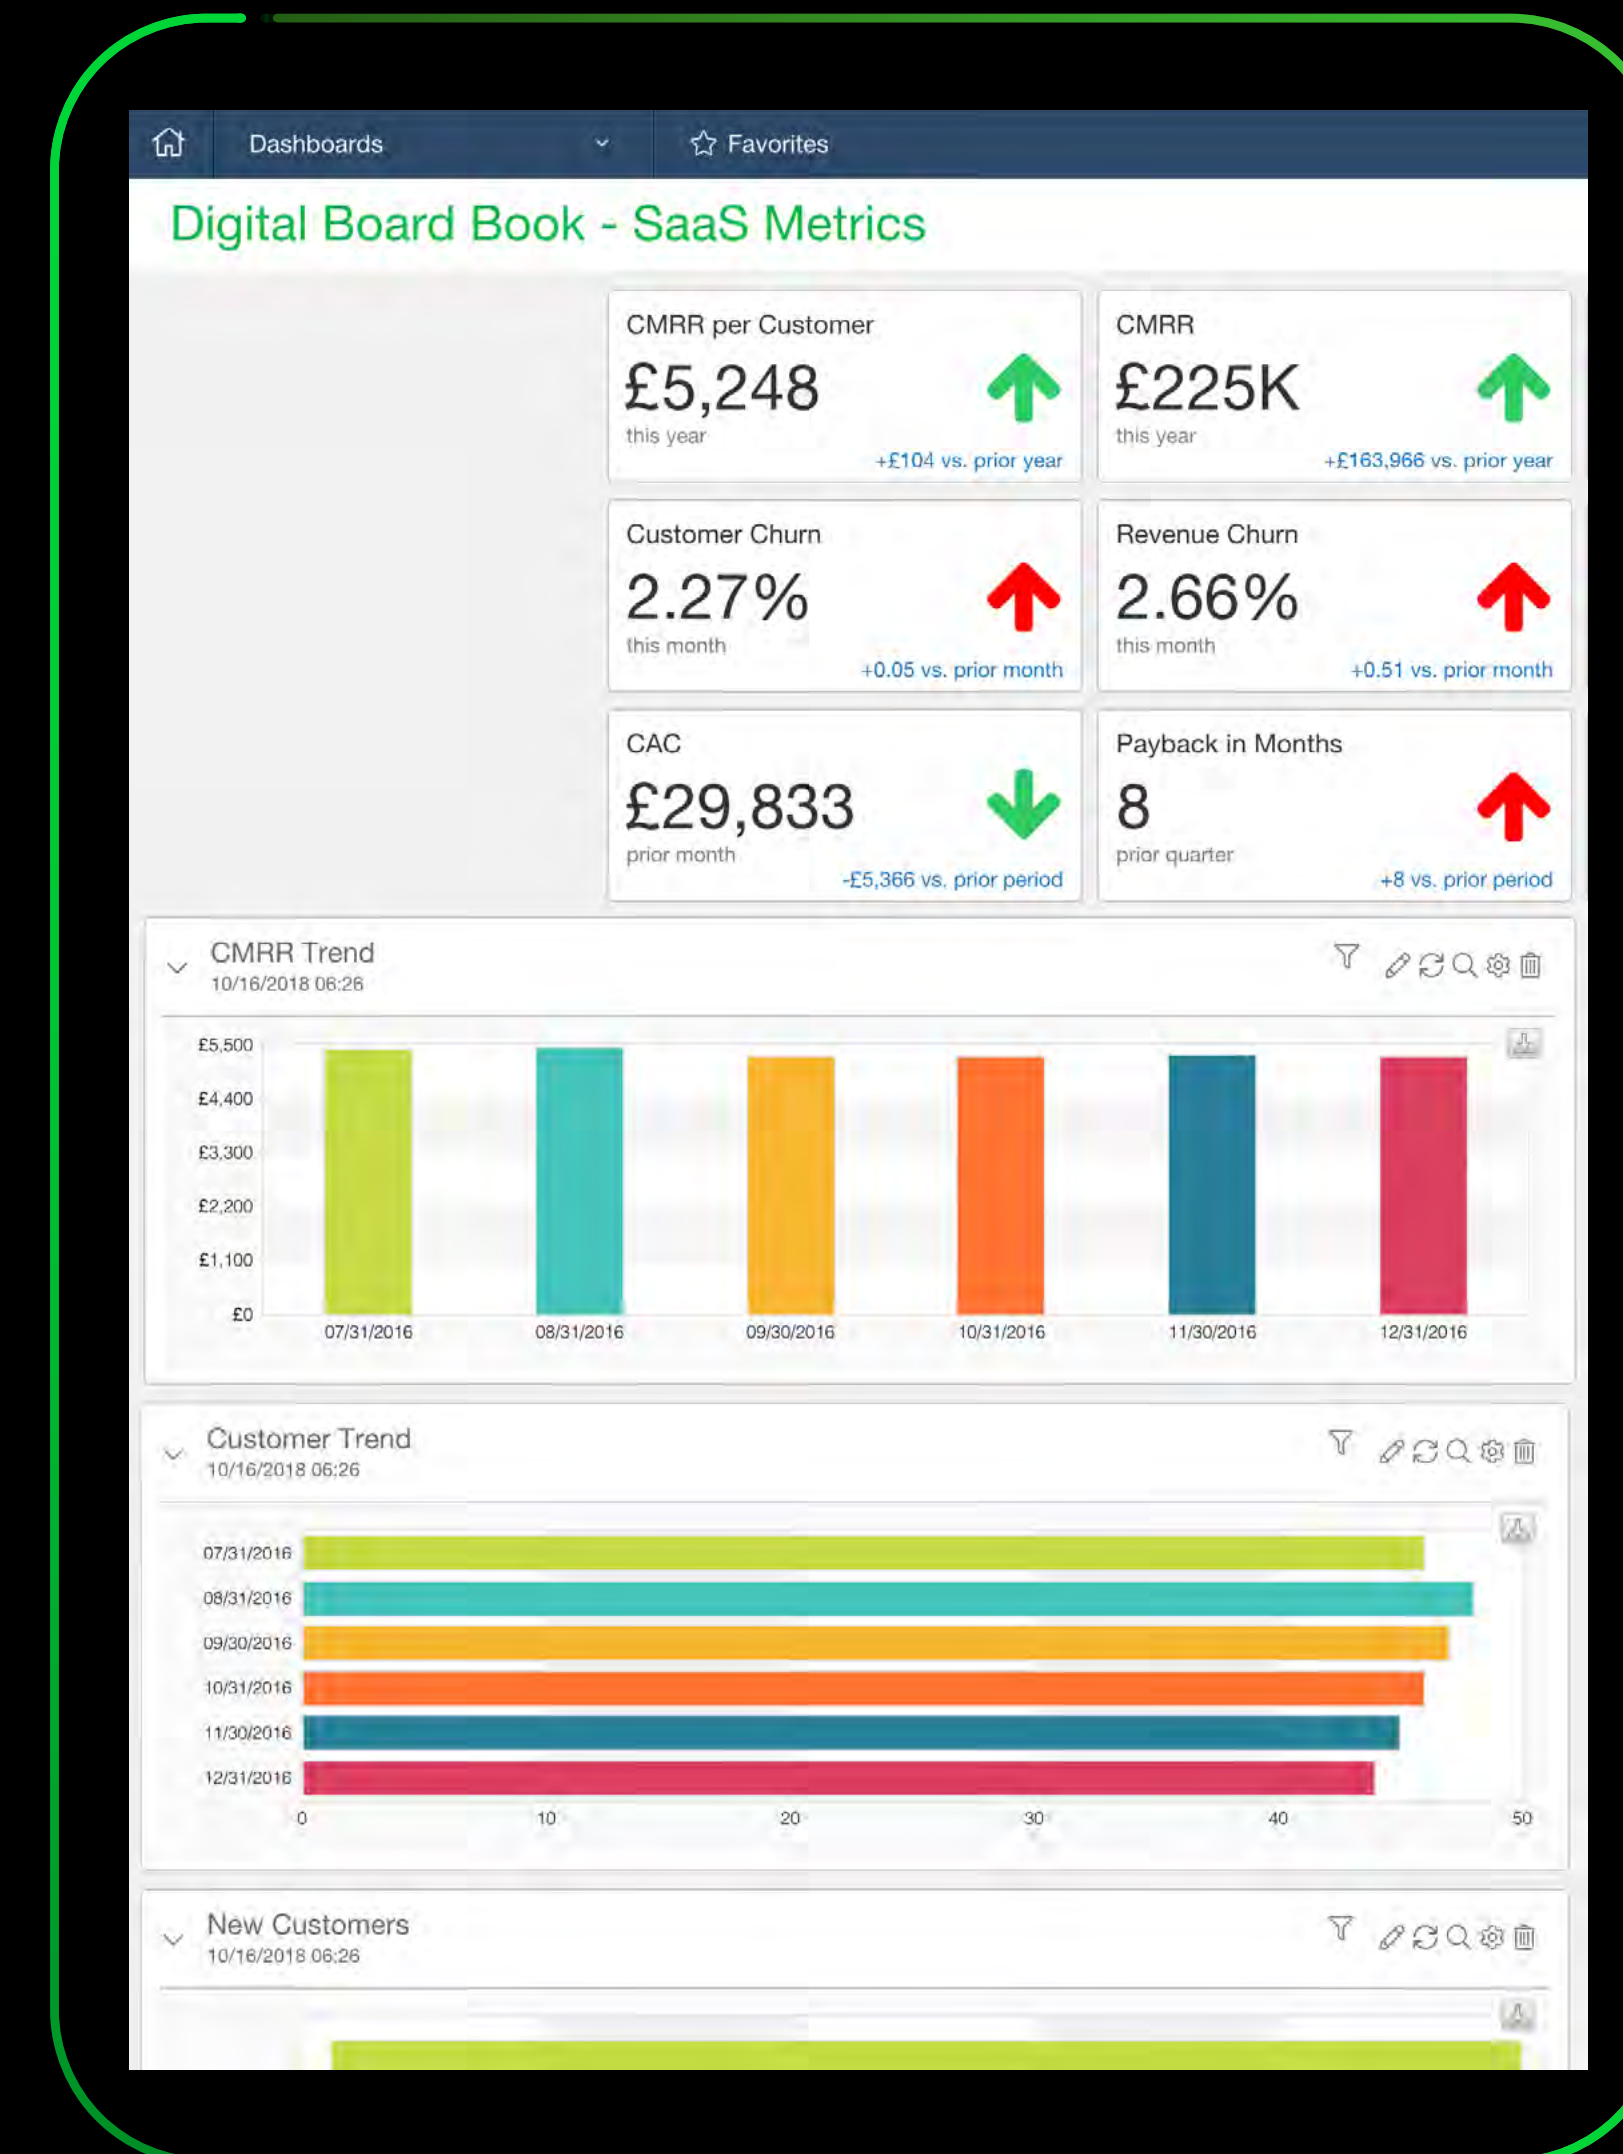 Dashboards
Favorites
Digital Board Book - SaaS Metrics
CMRR per Customer
£5,248
this year
+£104 vs. prior year
CMRR
£225K
this year
+£163,966 vs. prior year
Customer Churn
2.27%
this month
+0.05 vs. prior month
Revenue Churn
2.66%
this month
+0.51 vs. prior month
CAC
£29,833
prior month
-£5,366 vs. prior period
Payback in Months
8
prior quarter
+8 vs. prior period
CMRR Trend
10/16/2018 06:26
£5,500
£4,400
£3,300
£2,200
£1,100
£0
07/31/2016
08/31/2016
09/30/2016
10/31/2016
11/30/2016
12/31/2016
Customer Trend
10/16/2018 06:26
07/31/2016
08/31/2016
09/30/2016
10/31/2016
11/30/2016
12/31/2016
0
10
20
30
40
50
New Customers
10/16/2018 06:26